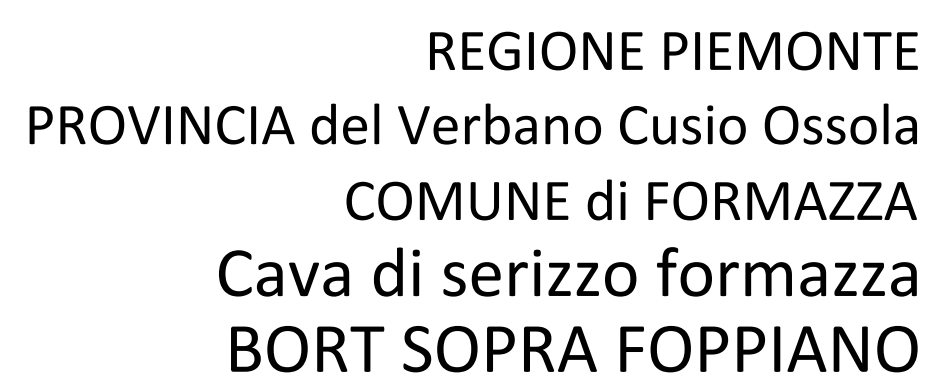 REGIONE PIEMONTE
PROVINCIA del Verbano Cusio Ossola
COMUNE di FORMAZZA
Cava di serizzo formazza
BORT SOPRA FOPPIANO